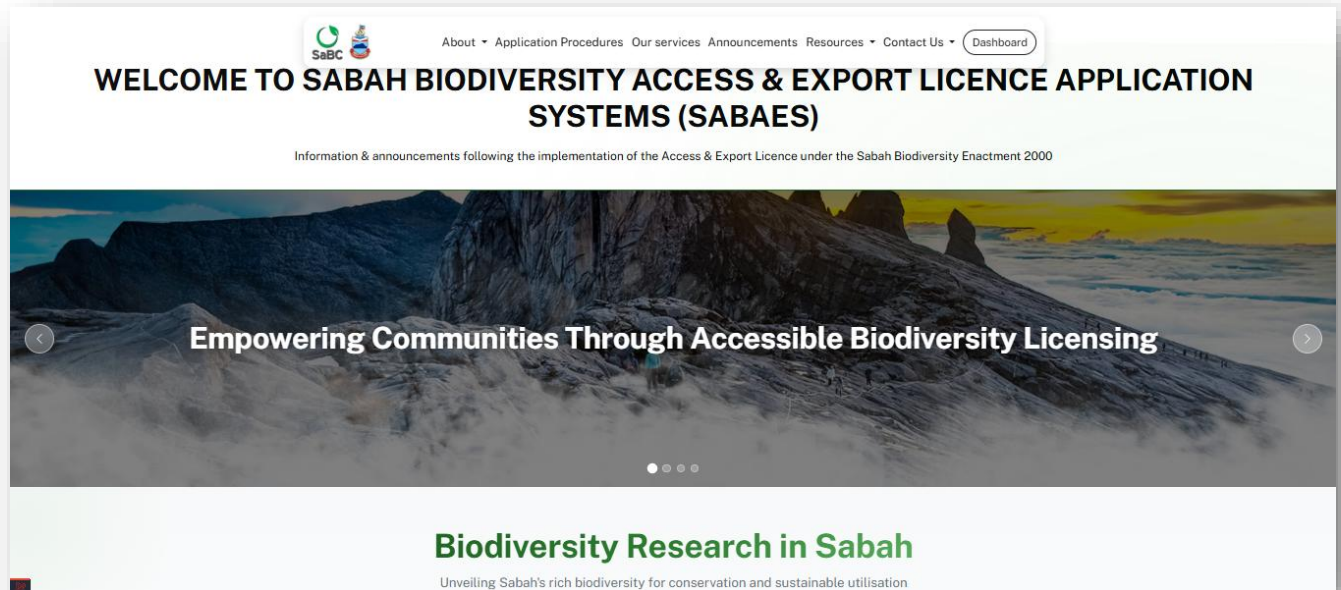 SaBC
About Application Procedures Our services Announcements Resources Contact Us Dashboard
WELCOME TO SABAH BIODIVERSITY ACCESS & EXPORT LICENCE APPLICATION
SYSTEMS (SABAES)
Information & announcements following the implementation of the Access & Export Licence under the Sabah Biodiversity Enactment 2000
Empowering Communities Through Accessible Biodiversity Licensing
Biodiversity Research in Sabah
Unveiling Sabah's rich biodiversity for conservation and sustainable utilisation